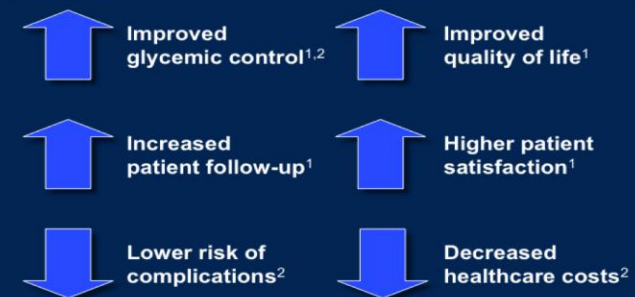 Improved
glycemic control1,2
Improved
quality of life1
Increased
patient follow-up1
Higher patient
satisfaction1
Lower risk of
complications2
Decreased
healthcare costs2